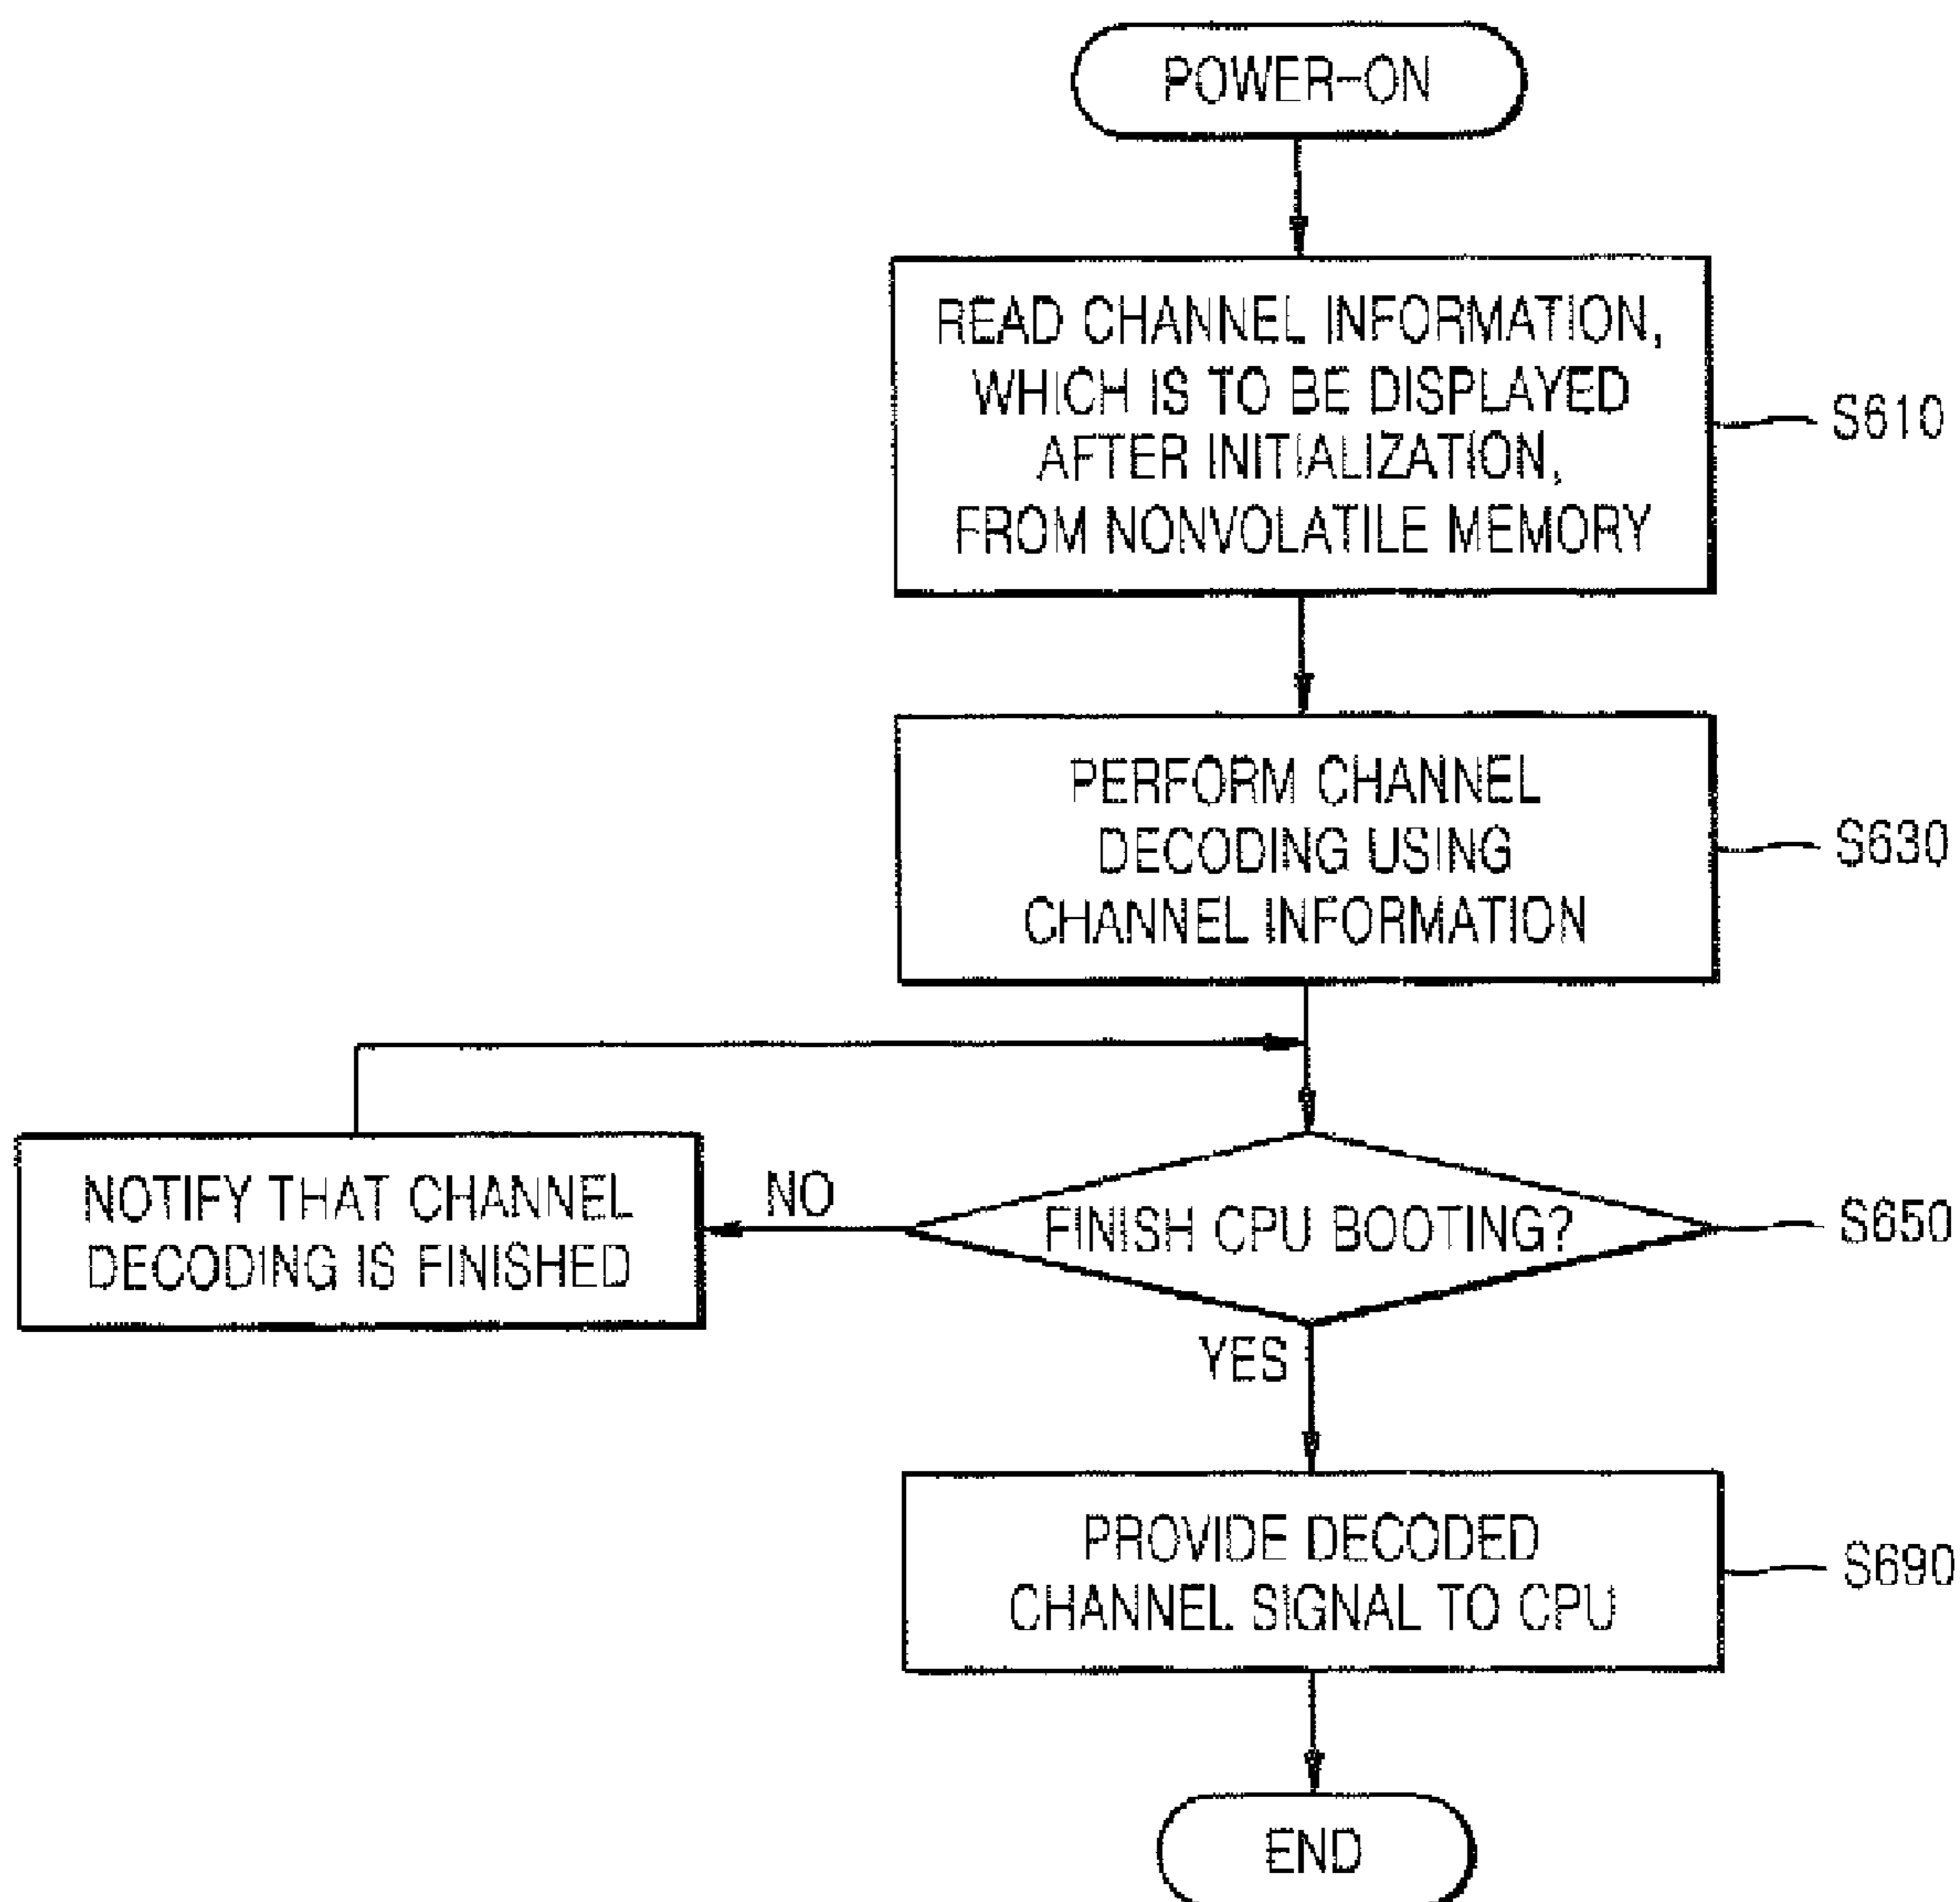 POWER-ON
READ CHANNEL INFORMATION,
WHICH IS TO BE DISPLAYED
AFTER INITIALIZATION,
FROM NONVOLATILE MEMORY
S610
PERFORM CHANNEL
DECODING USING
CHANNEL INFORMATION
S630
NOTIFY THAT CHANNEL
DECODING IS FINISHED
NO
FINISH CPU BOOTING?
S650
YES
PROVIDE DECODED
CHANNEL SIGNAL TO CPU
S690
END